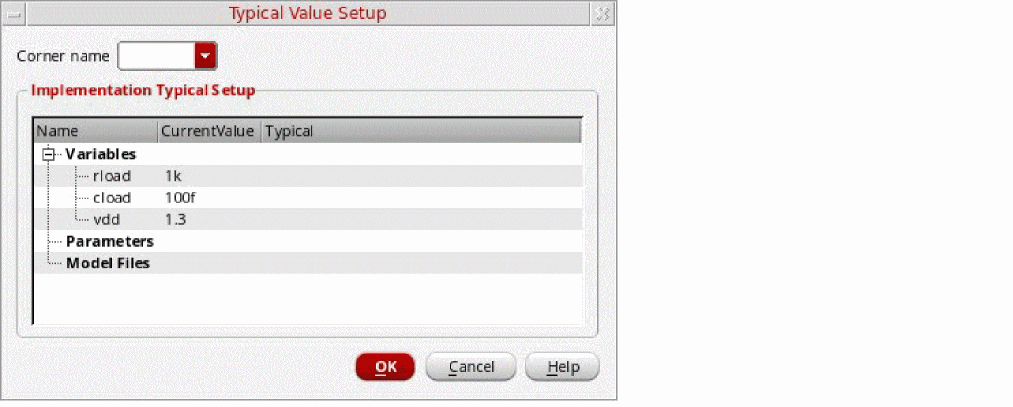 Typical Value Setup
Corner name
Implementation Typical Setup
Name CurrentValue Typical
Variables
rload 1k
cload 100f
vdd 1.3
Parameters
Model Files
OK Cancel Help